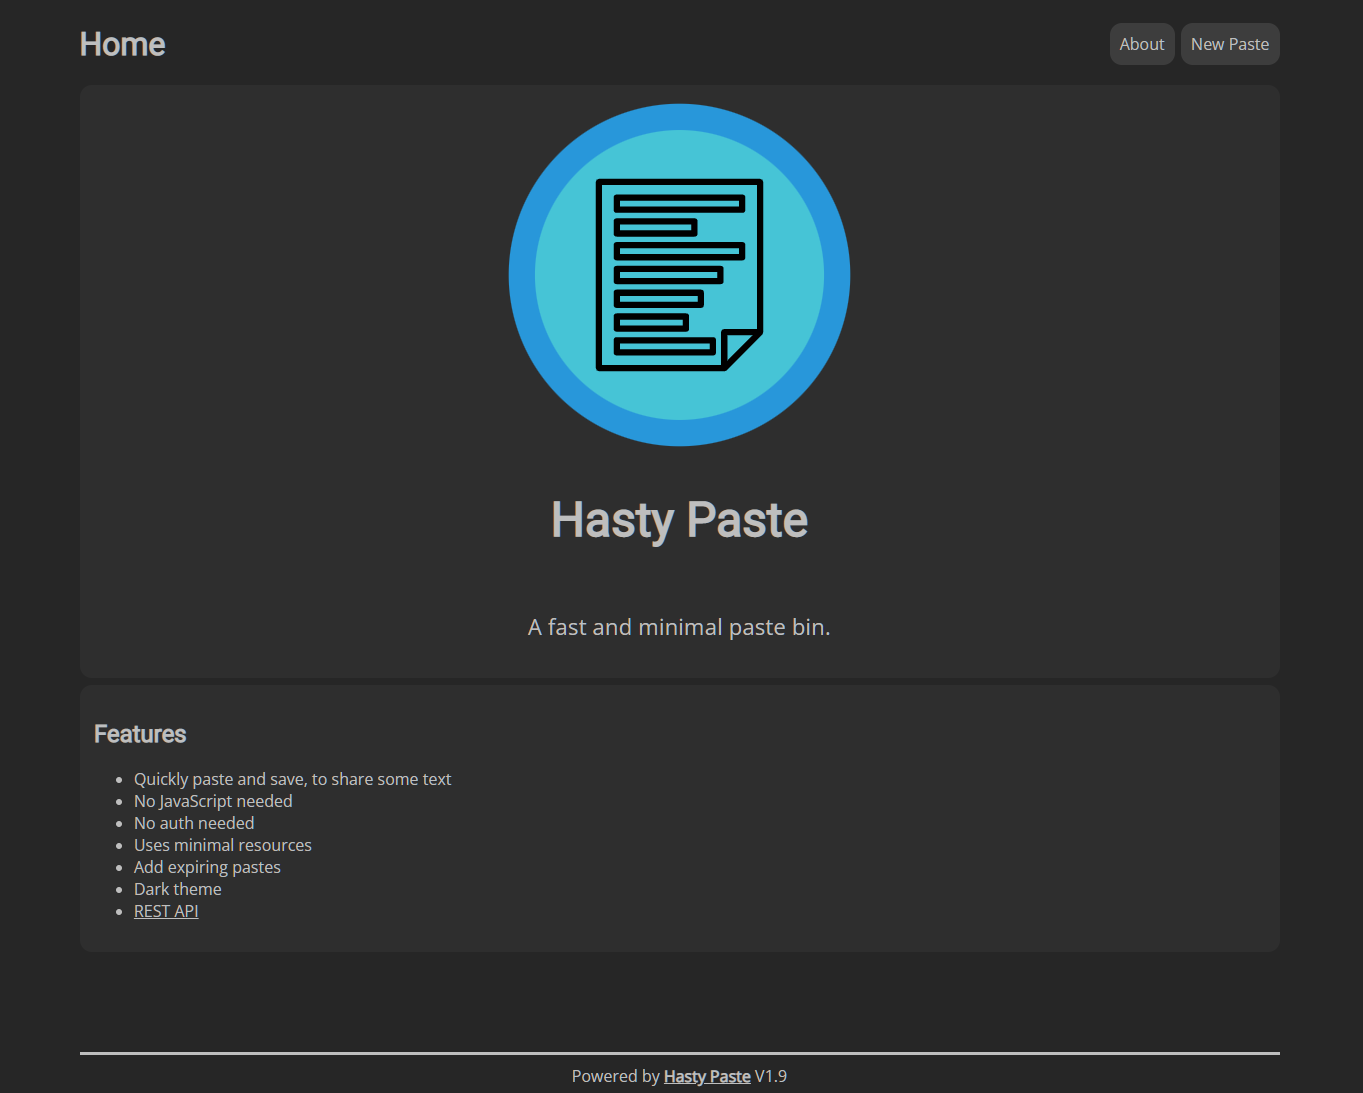 Home
About
New Paste
Hasty Paste
A fast and minimal paste bin.
Features
Quickly paste and save, to share some text
No JavaScript needed
No auth needed
Uses minimal resources
Add expiring pastes
Dark theme
REST API
Powered by Hasty Paste V1.9